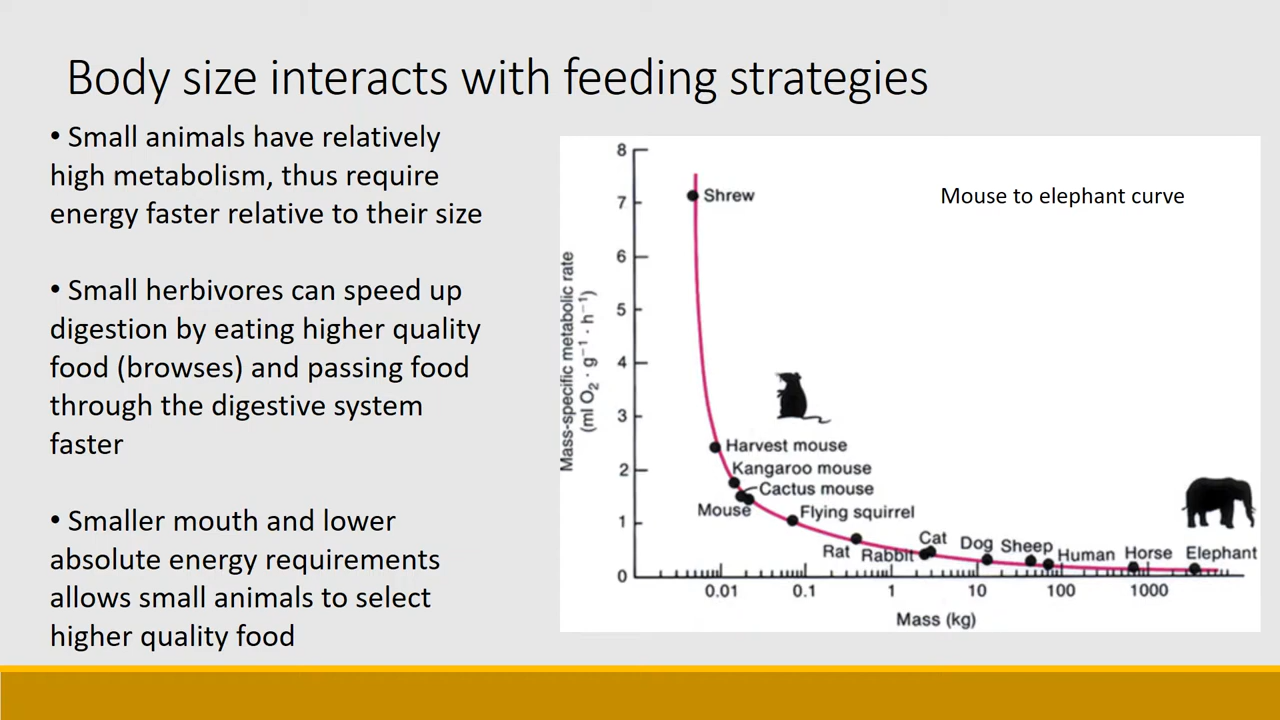 Body size interacts with feeding strategies
• Small animals have relatively
high metabolism, thus require
energy faster relative to their size
• Small herbivores can speed up
digestion by eating higher quality
food (browses) and passing food
through the digestive system
faster
• Smaller mouth and lower
absolute energy requirements
allows small animals to select
higher quality food
Mouse to elephant curve
Mass-specific metabolic rate
(ml O₂ · g⁻¹ · h⁻¹)
8
7
6
5
4
3
2
1
0
Shrew
Harvest mouse
Kangaroo mouse
Cactus mouse
Mouse
Flying squirrel
Rat
Rabbit
Cat
Dog
Sheep
Human
Horse
Elephant
0.01
0.1
1
10
100
1000
Mass (kg)